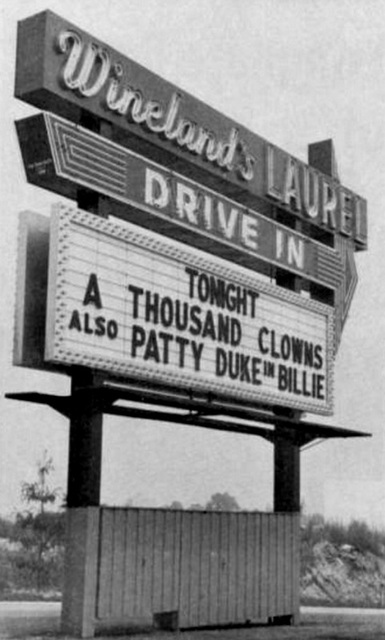 Wineland's LAUREL
DRIVE IN
TONIGHT
A THOUSAND CLOWNS
ALSO PATTY DUKE IN BILLIE